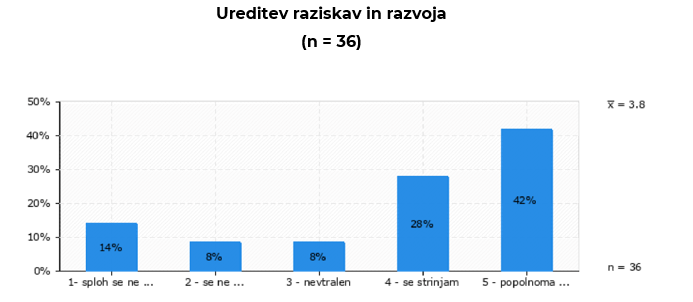 Ureditev raziskav in razvoja
(n = 36)
50%
x̅ = 3.8
40%
30%
20%
10%
0%
14%
8%
8%
28%
42%
n = 36
1- sploh se ne ...
2 - se ne ...
3 - nevtralen
4 - se strinjam
5 - popolnoma ...